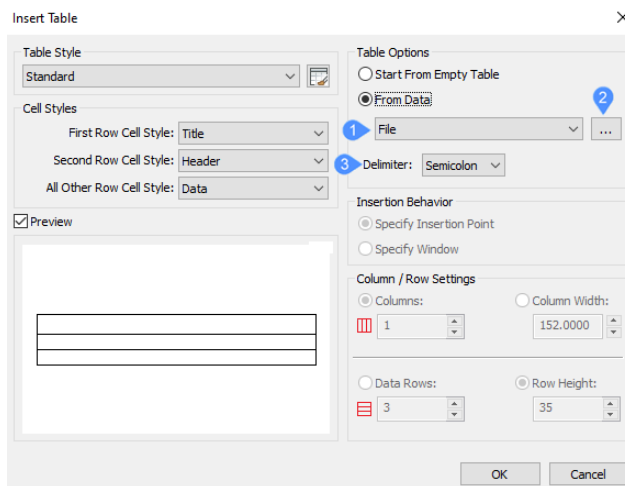 Insert Table
Table Style
Standard
Cell Styles
First Row Cell Style: Title
Second Row Cell Style: Header
All Other Row Cell Style: Data
Preview
Table Options
Start From Empty Table
From Data
2
1 File ...
3 Delimiter: Semicolon
Insertion Behavior
Specify Insertion Point
Specify Window
Column / Row Settings
Columns: Column Width:
1 152.0000
Data Rows: Row Height:
3 35
OK Cancel